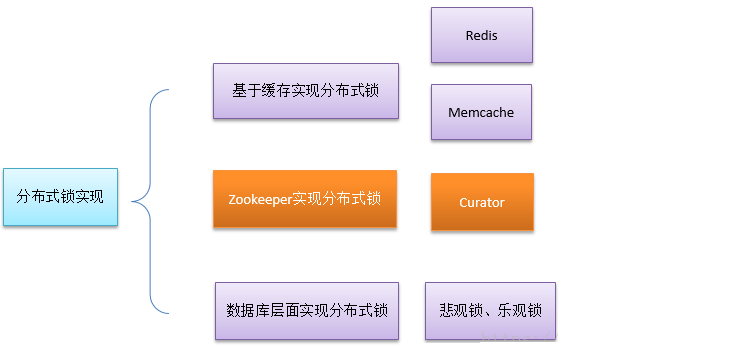 分布式锁实现
基于缓存实现分布式锁
Redis
Memcache
Zookeeper实现分布式锁
Curator
数据库层面实现分布式锁
悲观锁、乐观锁